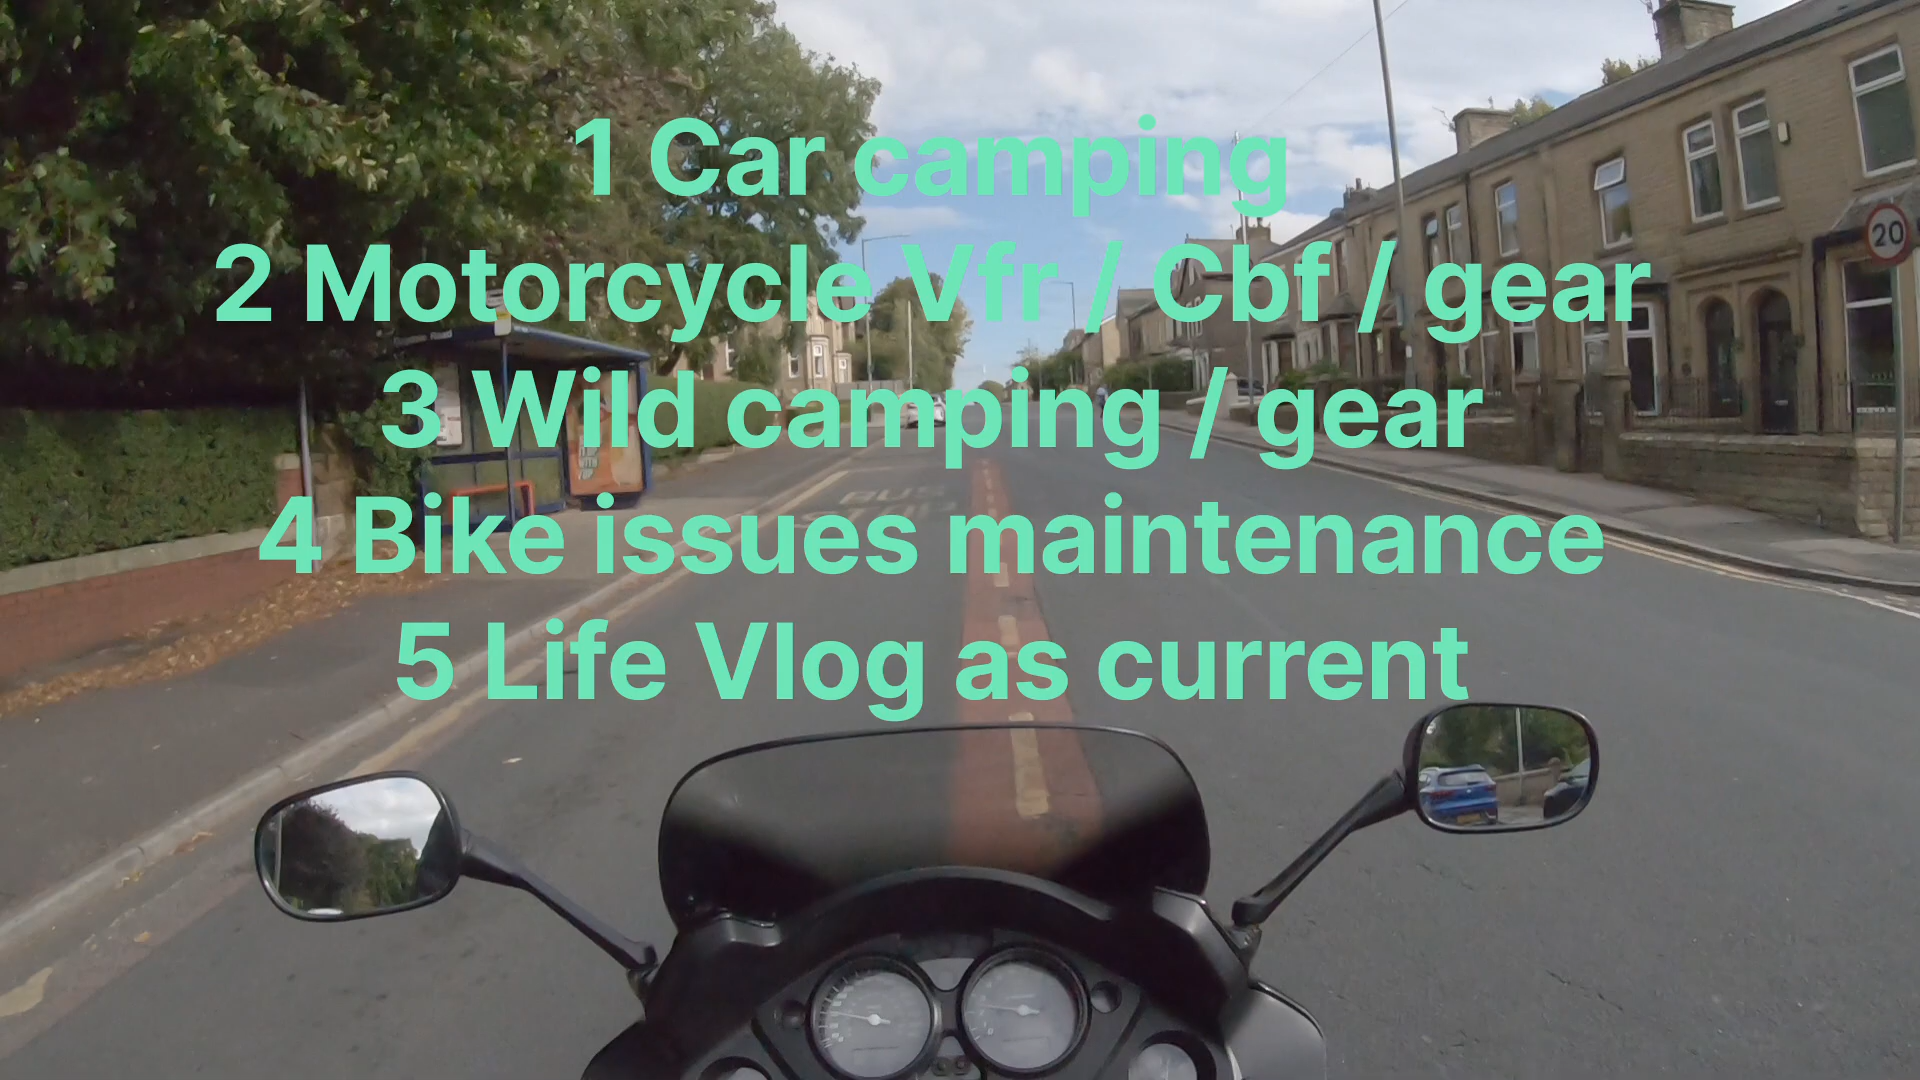 1 Car camping
2 Motorcycle Vfr / Cbf / gear
3 Wild camping / gear
4 Bike issues maintenance
5 Life Vlog as current
20
BUS